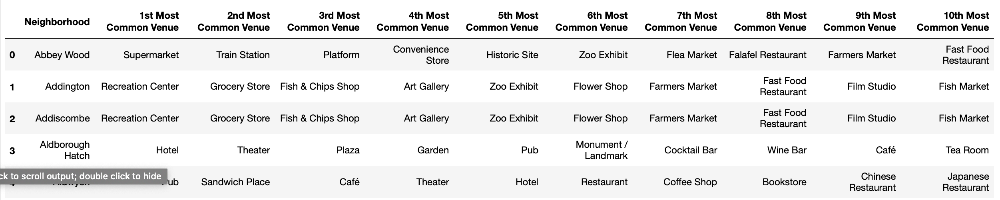 Neighborhood 1st Most Common Venue 2nd Most Common Venue 3rd Most Common Venue 4th Most Common Venue 5th Most Common Venue 6th Most Common Venue 7th Most Common Venue 8th Most Common Venue 9th Most Common Venue 10th Most Common Venue
0 Abbey Wood Supermarket Train Station Platform Convenience Store Historic Site Zoo Exhibit Flea Market Falafel Restaurant Farmers Market Fast Food Restaurant
1 Addington Recreation Center Grocery Store Fish & Chips Shop Art Gallery Zoo Exhibit Flower Shop Farmers Market Fast Food Restaurant Film Studio Fish Market
2 Addiscombe Recreation Center Grocery Store Fish & Chips Shop Art Gallery Zoo Exhibit Flower Shop Farmers Market Fast Food Restaurant Film Studio Fish Market
3 Aldborough Hatch Hotel Theater Plaza Garden Pub Monument / Landmark Cocktail Bar Wine Bar Café Tea Room
to scroll output; double click to hide
Pub Sandwich Place Café Theater Hotel Restaurant Coffee Shop Bookstore Chinese Restaurant Japanese Restaurant